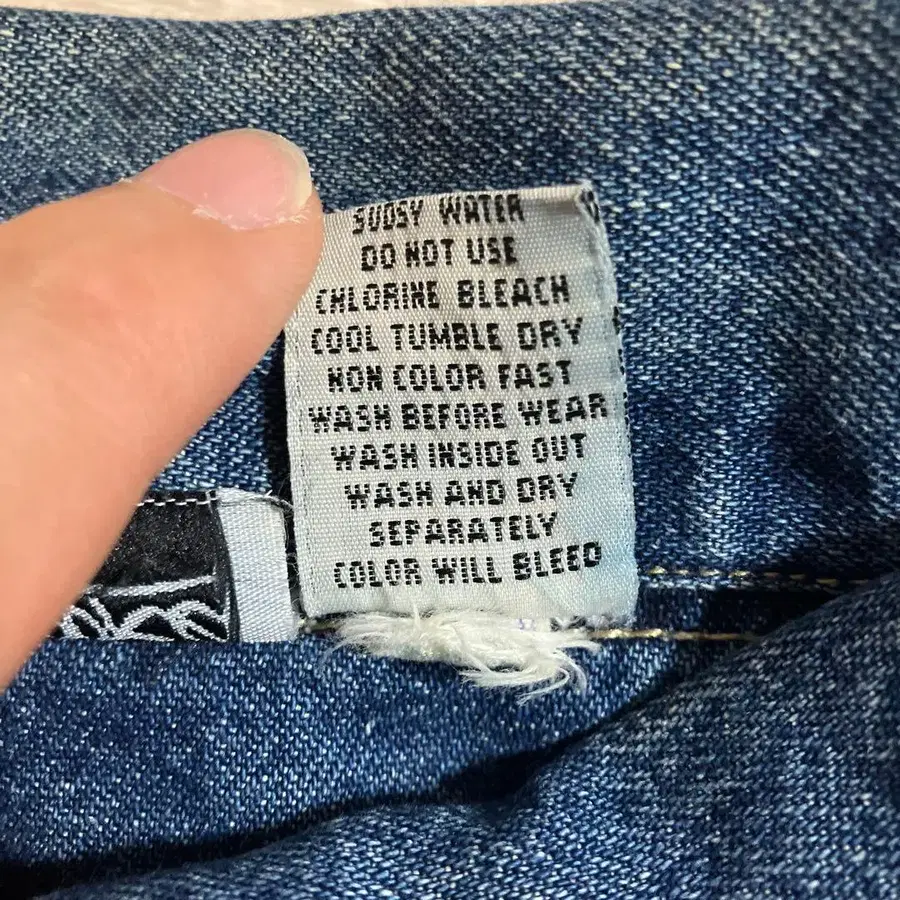 SUDSY WATER
DO NOT USE
CHLORINE BLEACH
COOL TUMBLE DRY
NON COLOR FAST
WASH BEFORE WEAR
WASH INSIDE OUT
WASH AND DRY
SEPARATELY
COLOR WILL BLEED